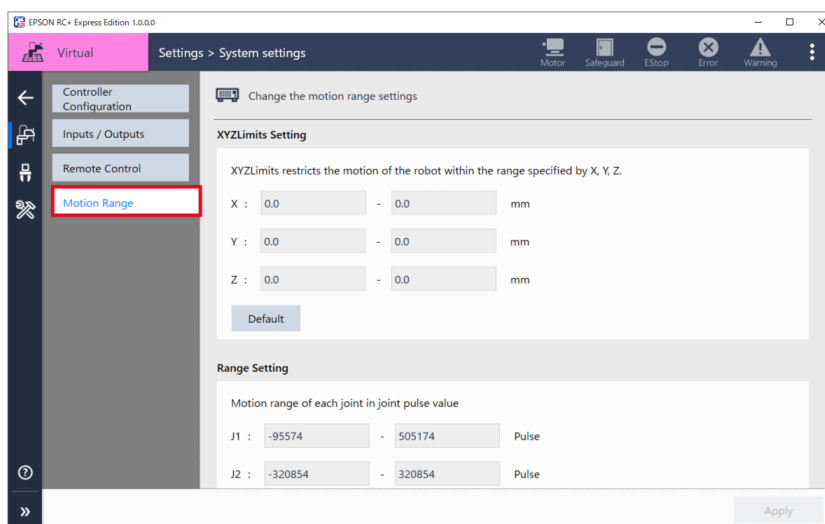 EPSON RC+ Express Edition 1.0.0.0
Virtual
Settings > System settings
Motor
Safeguard
EStop
Error
Warning
Controller
Configuration
Inputs / Outputs
Remote Control
Motion Range
Change the motion range settings
XYZLimits Setting
XYZLimits restricts the motion of the robot within the range specified by X, Y, Z.
X : 0.0 - 0.0 mm
Y : 0.0 - 0.0 mm
Z : 0.0 - 0.0 mm
Default
Range Setting
Motion range of each joint in joint pulse value
J1 : -95574 - 505174 Pulse
J2 : -320854 - 320854 Pulse
Apply